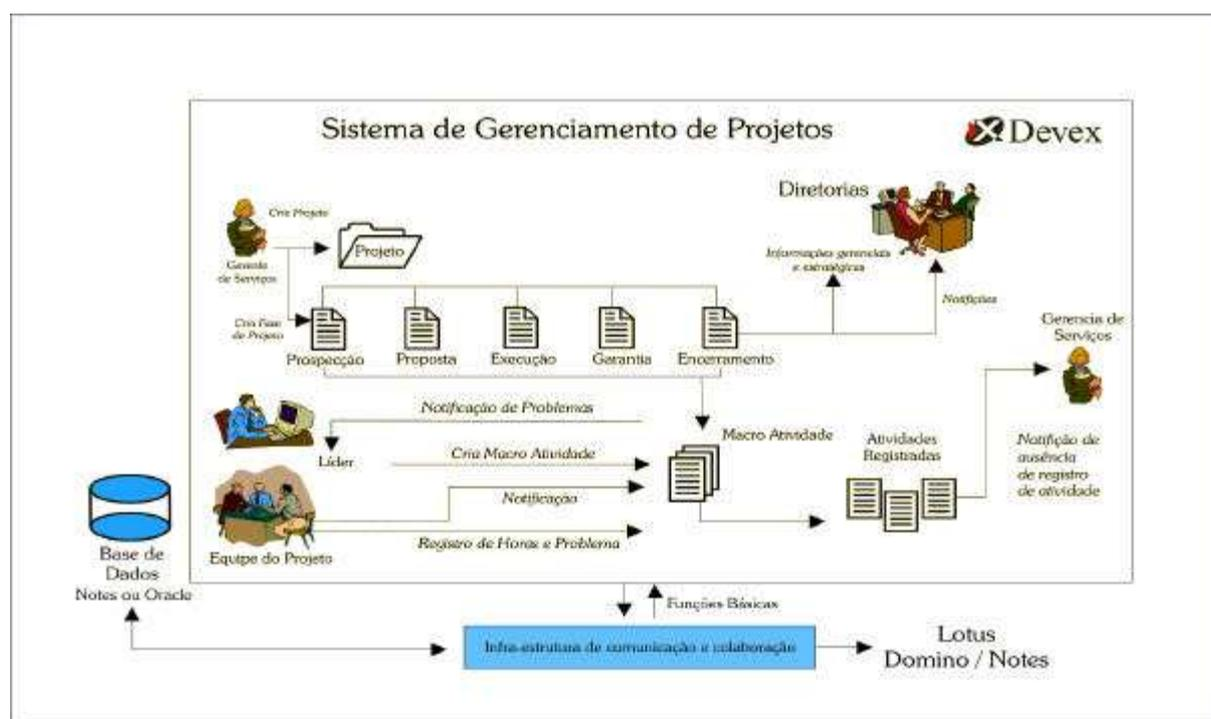 Sistema de Gerenciamento de Projetos
Devex
Diretorias
Cria Projeto
Projeto
Gerente
de Serviços
Informações gerenciais
e estratégicas
Notifições
Cria Fase
de Projeto
Prospecção
Proposta
Execução
Garantia
Encerramento
Gerencia de
Serviços
Notificação de Problemas
Líder
Cria Macro Atividade
Macro Atividade
Atividades
Registradas
Notifição de
ausência
de registro
de atividade
Notificação
Equipe do Projeto
Registro de Horas e Problema
Base de
Dados
Notes ou Oracle
Funções Básicas
Infra-estrutura de comunicação e colaboração
Lotus
Domino / Notes